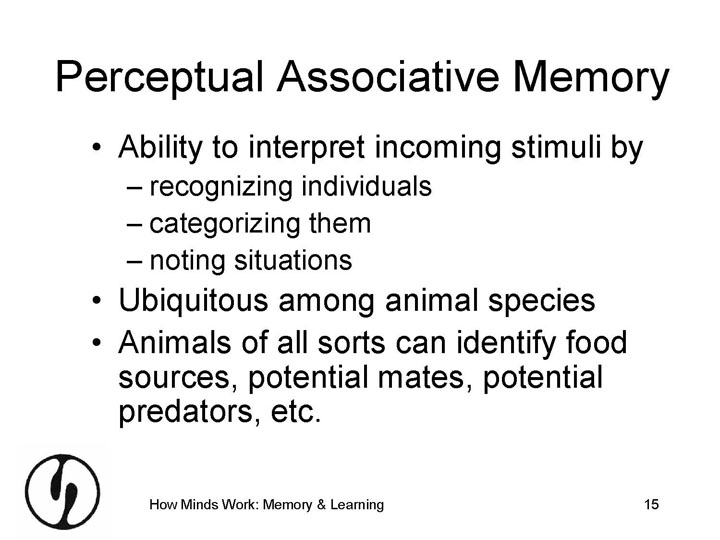 Perceptual Associative Memory
• Ability to interpret incoming stimuli by
– recognizing individuals
– categorizing them
– noting situations
• Ubiquitous among animal species
• Animals of all sorts can identify food
sources, potential mates, potential
predators, etc.
How Minds Work: Memory & Learning
15